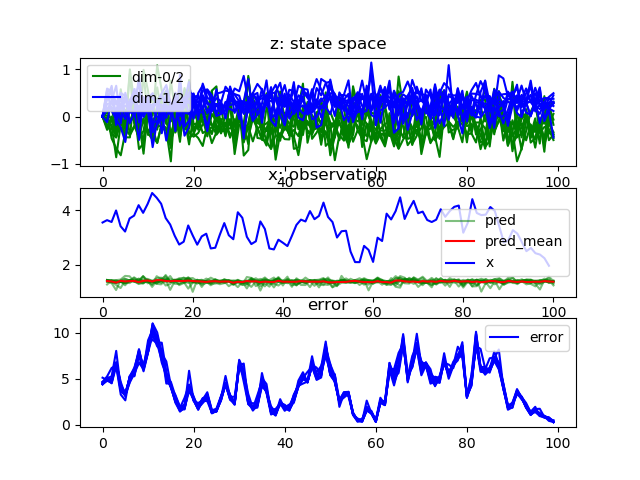 z: state space
1
0
−1
dim-0/2
dim-1/2
0 20 40 60 80 100
x: observation
4
2
pred
pred_mean
x
0 20 40 60 80 100
error
10
5
0
error
0 20 40 60 80 100